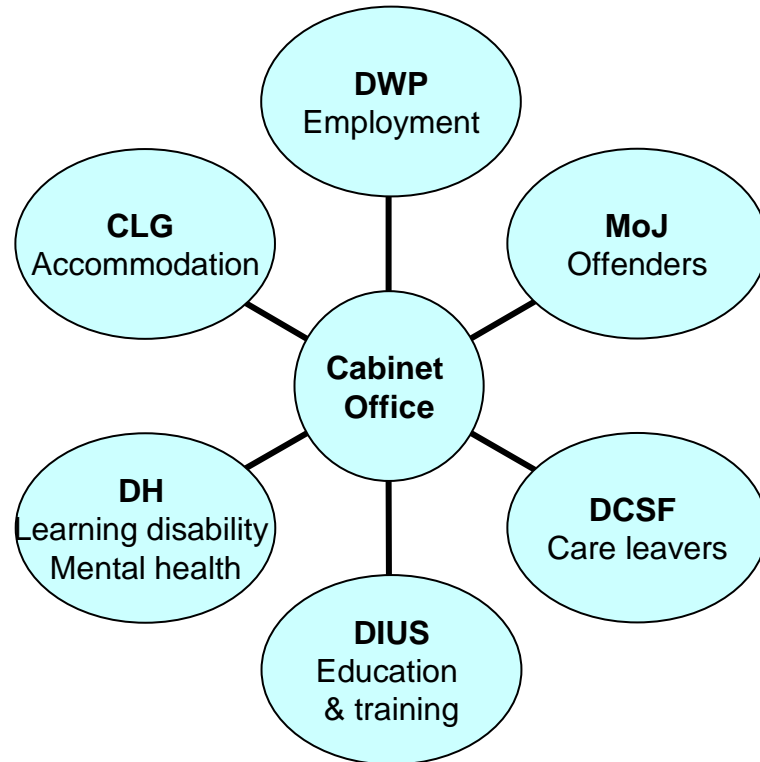 DWP
Employment
CLG
Accommodation
MoJ
Offenders
Cabinet
Office
DH
Learning disability
Mental health
DCSF
Care leavers
DIUS
Education
& training